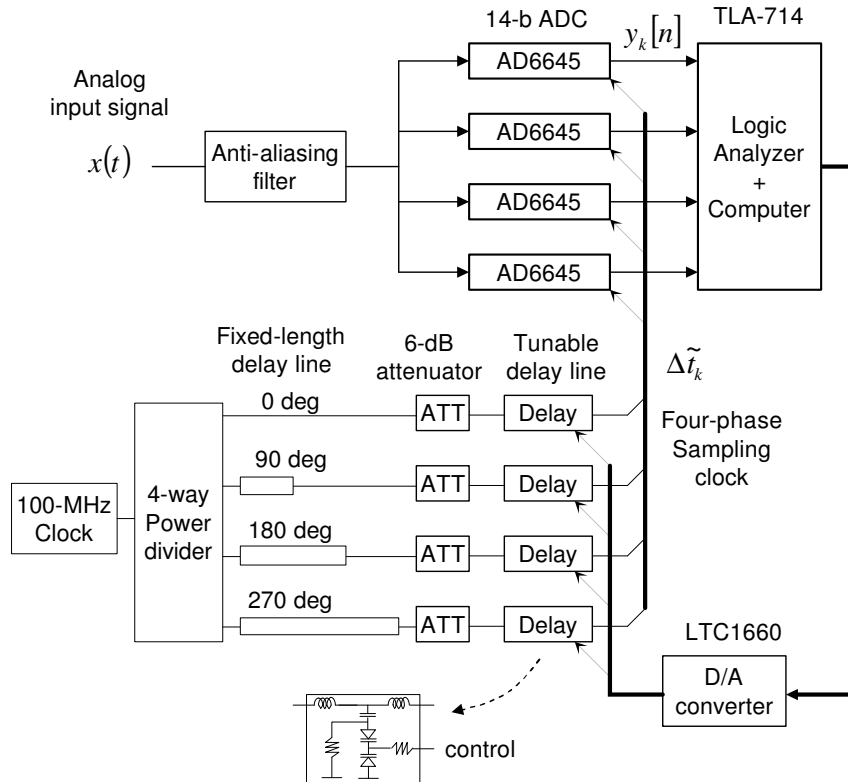 14-b ADC
TLA-714
y_k[n]
AD6645
AD6645
AD6645
AD6645
Analog
input signal
x(t)
Anti-aliasing
filter
Logic
Analyzer
+
Computer
Fixed-length
delay line
6-dB
attenuator
Tunable
delay line
Δt̃_k
Four-phase
Sampling
clock
0 deg
ATT
Delay
90 deg
ATT
Delay
180 deg
ATT
Delay
270 deg
ATT
Delay
100-MHz
Clock
4-way
Power
divider
LTC1660
D/A
converter
control